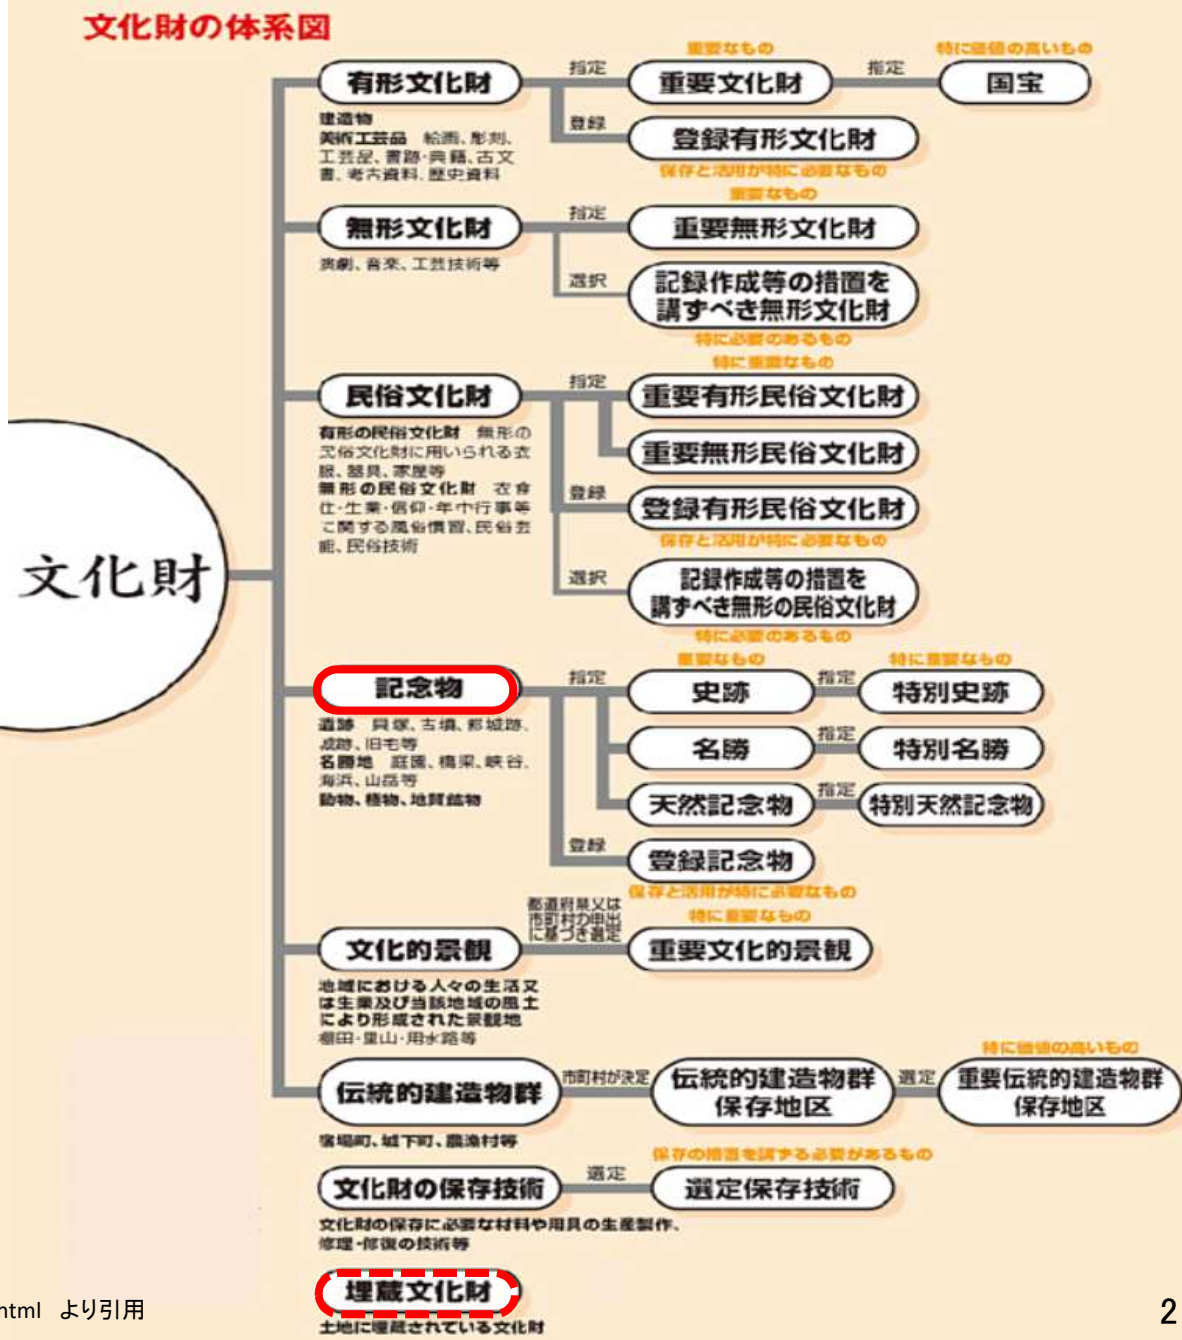 文化財の体系図
文化財
有形文化財
建造物
美術工芸品　絵画、彫刻、
工芸品、書跡・典籍、古文
書、考古資料、歴史資料
指定
重要なもの
重要文化財
指定
特に価値の高いもの
国宝
登録
登録有形文化財
保存と活用が特に必要なもの
無形文化財
演劇、音楽、工芸技術等
指定
重要なもの
重要無形文化財
選択
記録作成等の措置を
講ずべき無形文化財
特に必要のあるもの
民俗文化財
有形の民俗文化財　無形の
民俗文化財に用いられる衣
服、器具、家屋等
無形の民俗文化財　衣食
住・生業・信仰・年中行事等
に関する風俗慣習、民俗芸
能、民俗技術
指定
特に重要なもの
重要有形民俗文化財
重要無形民俗文化財
登録
登録有形民俗文化財
保存と活用が特に必要なもの
選択
記録作成等の措置を
講ずべき無形の民俗文化財
特に必要のあるもの
記念物
遺跡　貝塚、古墳、都城跡、
城跡、旧宅等
名勝地　庭園、橋梁、峡谷、
海浜、山岳等
動物、植物、地質鉱物
指定
重要なもの
史跡
指定
特に重要なもの
特別史跡
名勝
指定
特別名勝
天然記念物
指定
特別天然記念物
登録
登録記念物
保存と活用が特に必要なもの
文化的景観
地域における人々の生活又
は生業及び当該地域の風土
により形成された景観地
棚田・里山・用水路等
都道府県又は
市町村の申出
に基づき選定
特に重要なもの
重要文化的景観
伝統的建造物群
宿場町、城下町、農漁村等
市町村が決定
伝統的建造物群
保存地区
選定
特に価値の高いもの
重要伝統的建造物群
保存地区
文化財の保存技術
文化財の保存に必要な材料や用具の生産製作、
修理・修復の技術等
選定
保存の措置を講ずる必要があるもの
選定保存技術
埋蔵文化財
土地に埋蔵されている文化財
html　より引用
2